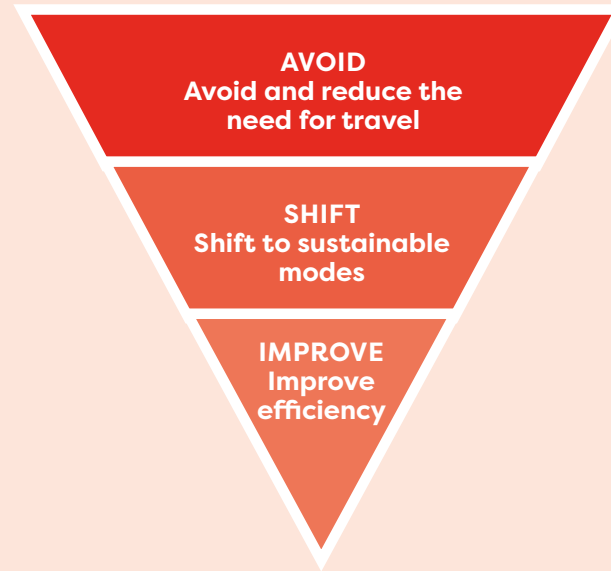 AVOID
Avoid and reduce the
need for travel
SHIFT
Shift to sustainable
modes
IMPROVE
Improve
efficiency